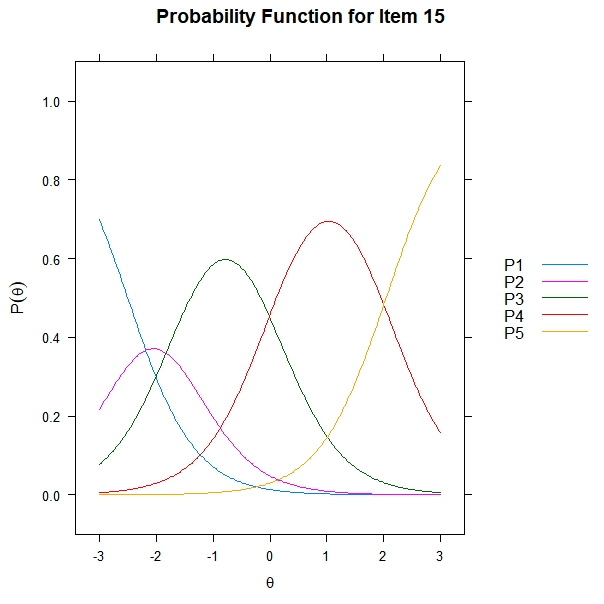 Probability Function for Item 15
1.0
0.8
0.6
0.4
0.2
0.0
P(θ)
-3 -2 -1 0 1 2 3
θ
P1
P2
P3
P4
P5